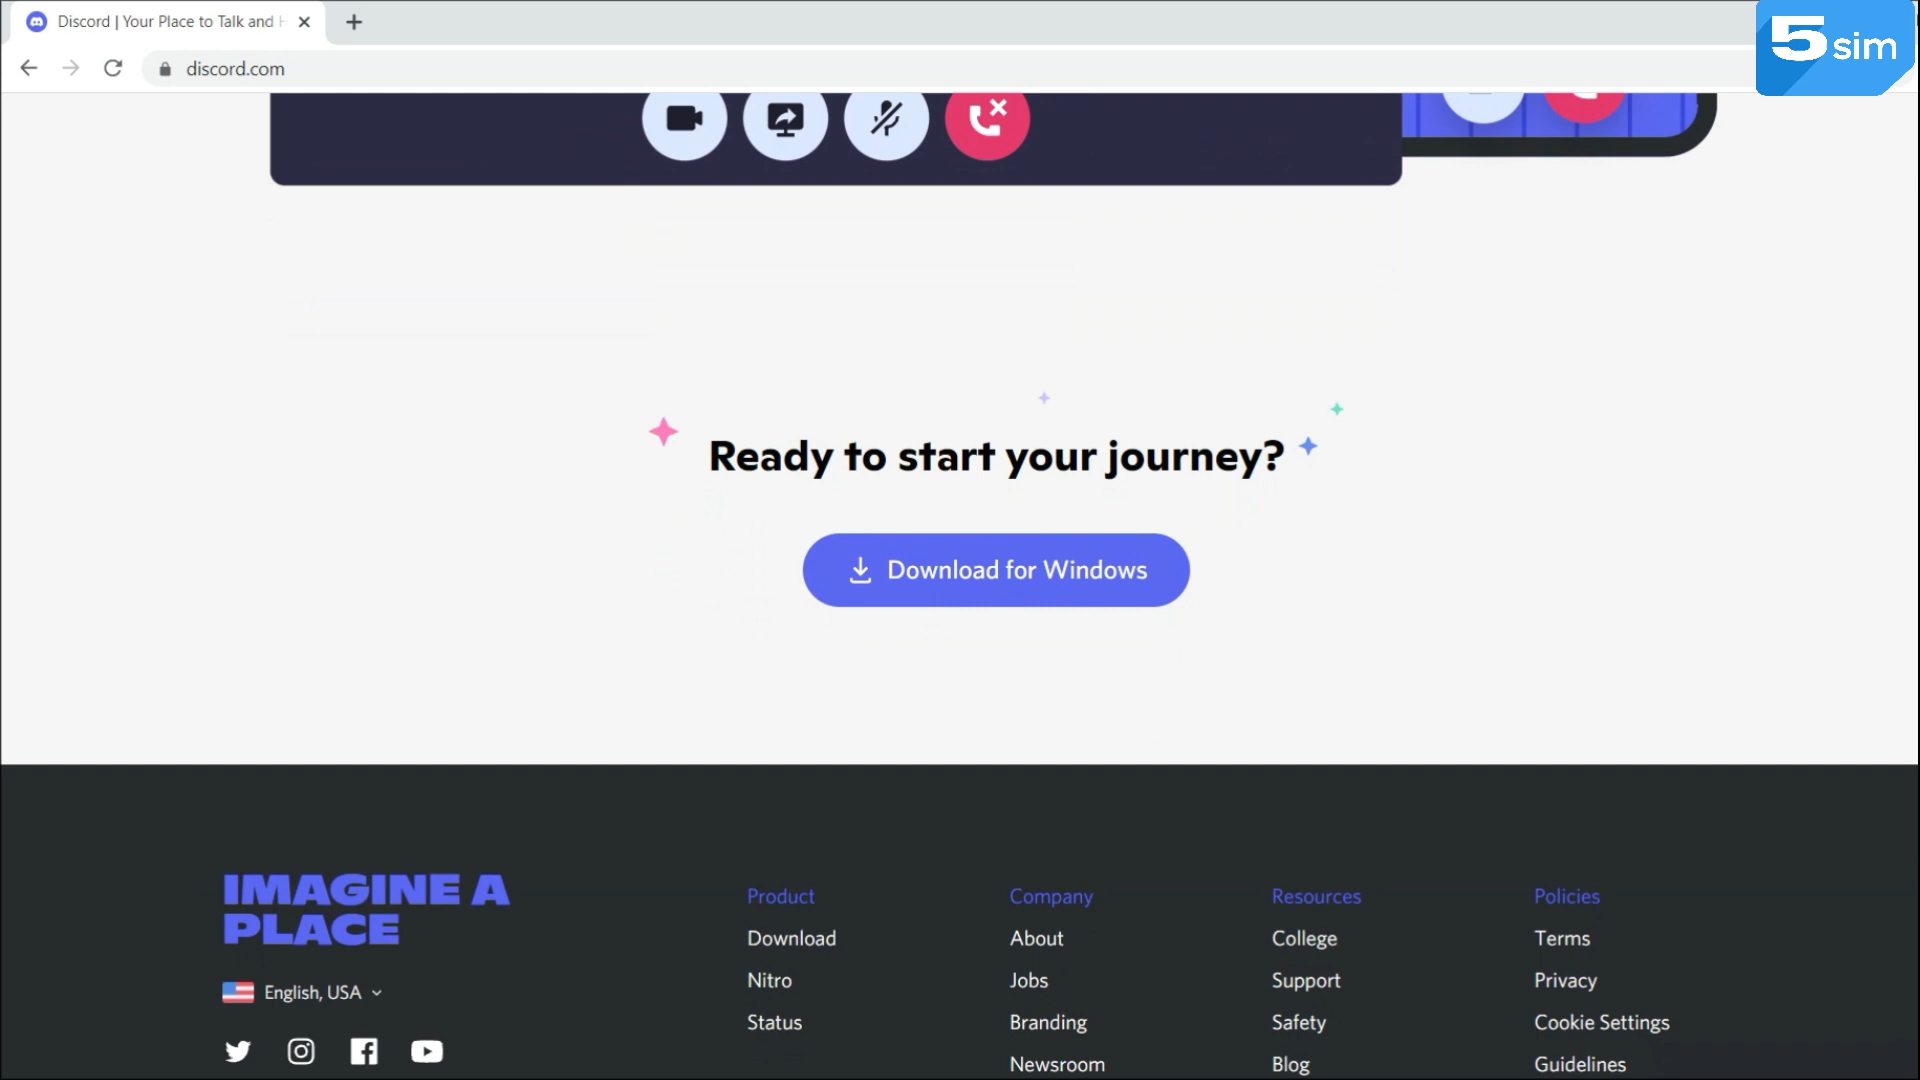 Discord | Your Place to Talk and H
5sim
discord.com
Ready to start your journey?
Download for Windows
IMAGINE A
PLACE
English, USA
Product
Download
Nitro
Status
Company
About
Jobs
Branding
Newsroom
Resources
College
Support
Safety
Blog
Policies
Terms
Privacy
Cookie Settings
Guidelines